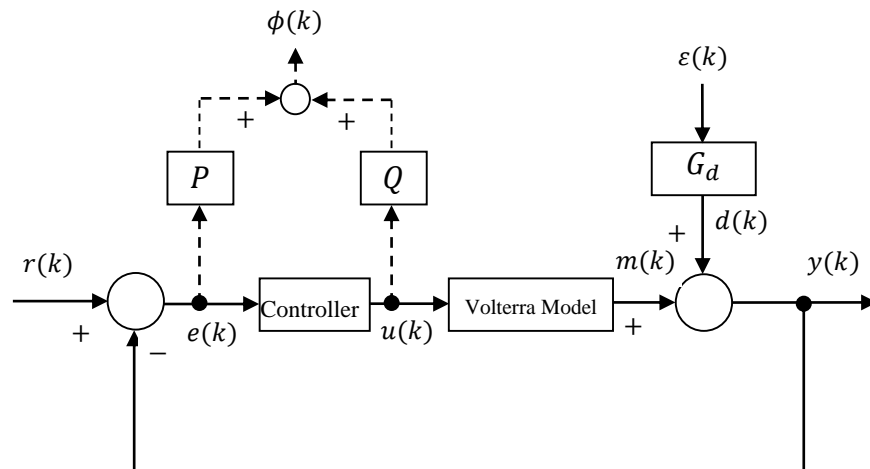 ϕ(k)
ε(k)
+ +
P Q G_d
+ d(k)
r(k) m(k) y(k)
Controller Volterra Model
+ − e(k) u(k) +